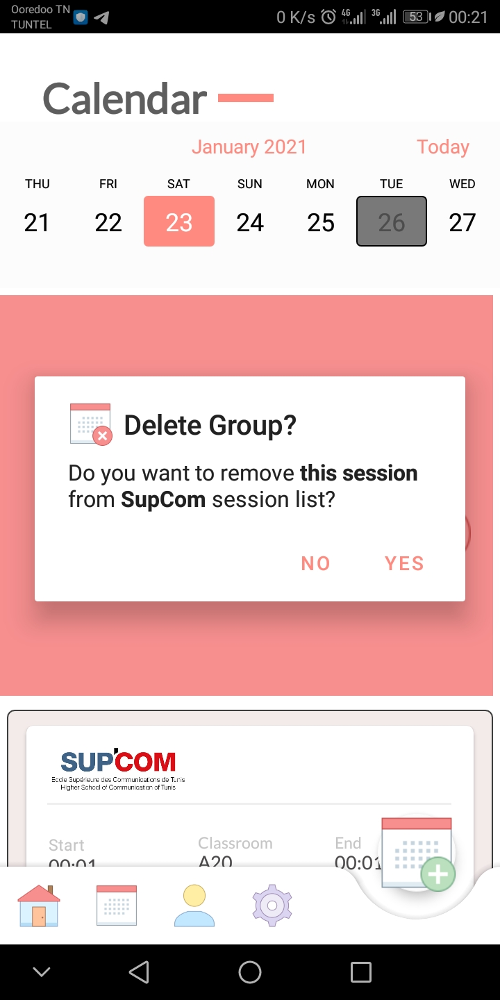 Ooredoo TN
TUNTEL
0 K/s 4G 3G 53 00:21
Calendar
January 2021 Today
THU FRI SAT SUN MON TUE WED
21 22 23 24 25 26 27
Delete Group?
Do you want to remove this session
from SupCom session list?
NO YES
SUP'COM
Ecole Supérieure des Communications de Tunis
Higher School of Communication of Tunis
Start Classroom End
00:01 A20 00:01